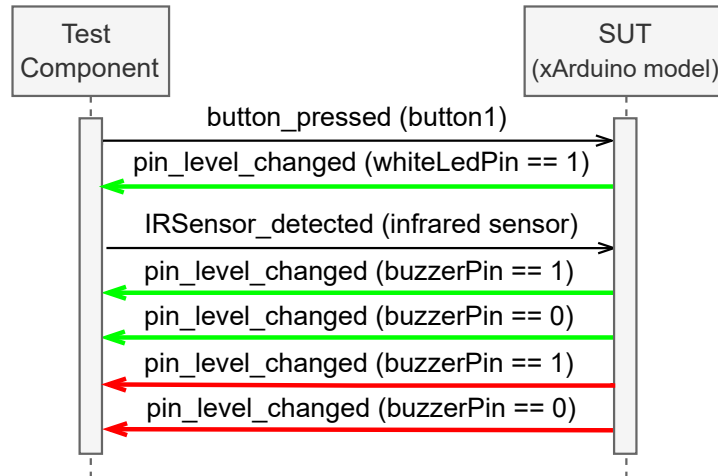 Test
Component
SUT
(xArduino model)
button_pressed (button1)
pin_level_changed (whiteLedPin == 1)
IRSensor_detected (infrared sensor)
pin_level_changed (buzzerPin == 1)
pin_level_changed (buzzerPin == 0)
pin_level_changed (buzzerPin == 1)
pin_level_changed (buzzerPin == 0)